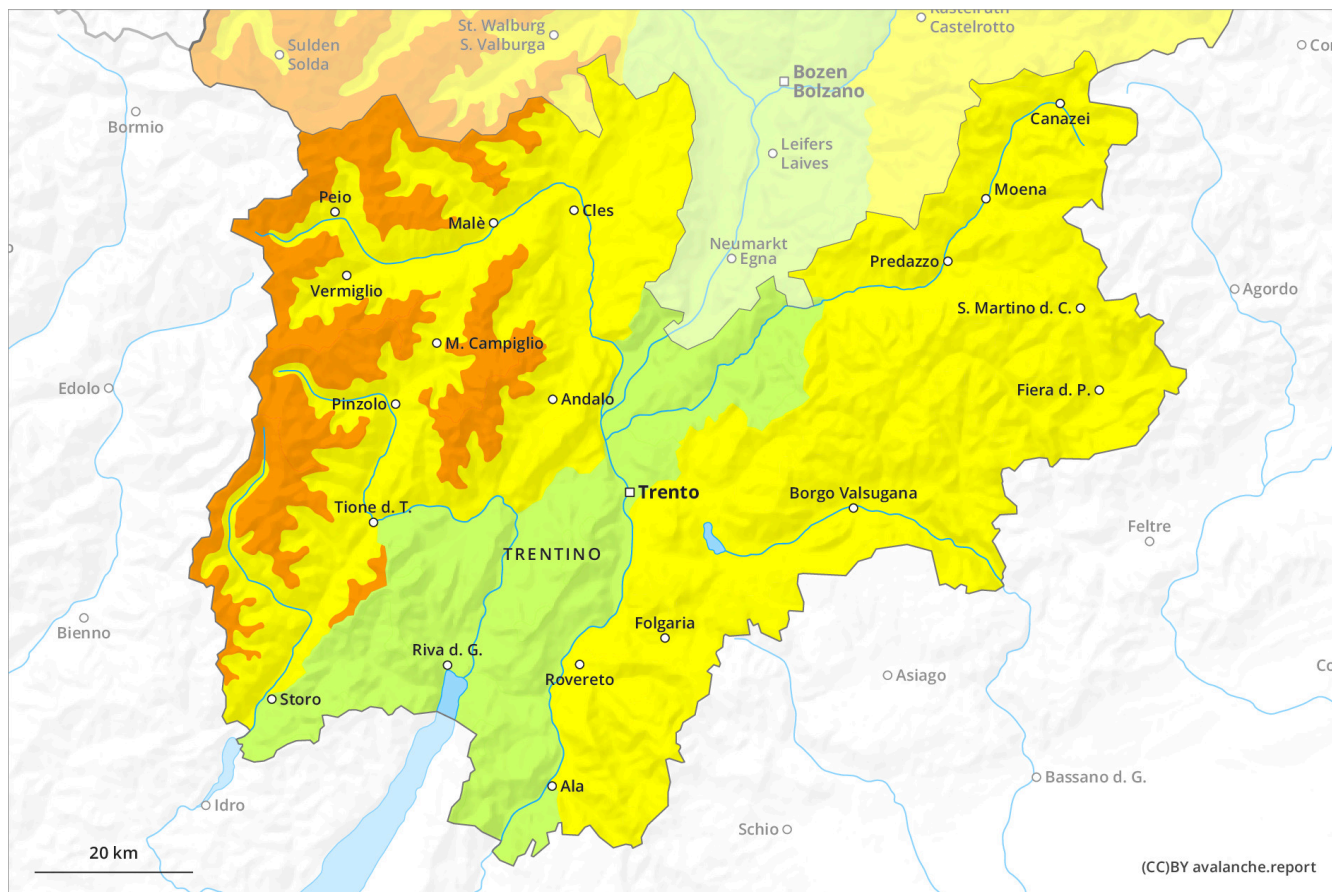 Kastelruth
Castelrotto
St. Walburg
S. Valburga
Sulden
Solda
Bozen
Bolzano
Bormio
Canazei
Leifers
Laives
Moena
Peio
Malè
Cles
Neumarkt
Egna
Predazzo
Vermiglio
Agordo
S. Martino d. C.
M. Campiglio
Edolo
Pinzolo
Andalo
Fiera d. P.
Trento
Borgo Valsugana
Tione d. T.
Feltre
TRENTINO
Bienno
Folgaria
Riva d. G.
Rovereto
Asiago
Storo
Ala
Bassano d. G.
Idro
Schio
20 km
(CC)BY avalanche.report